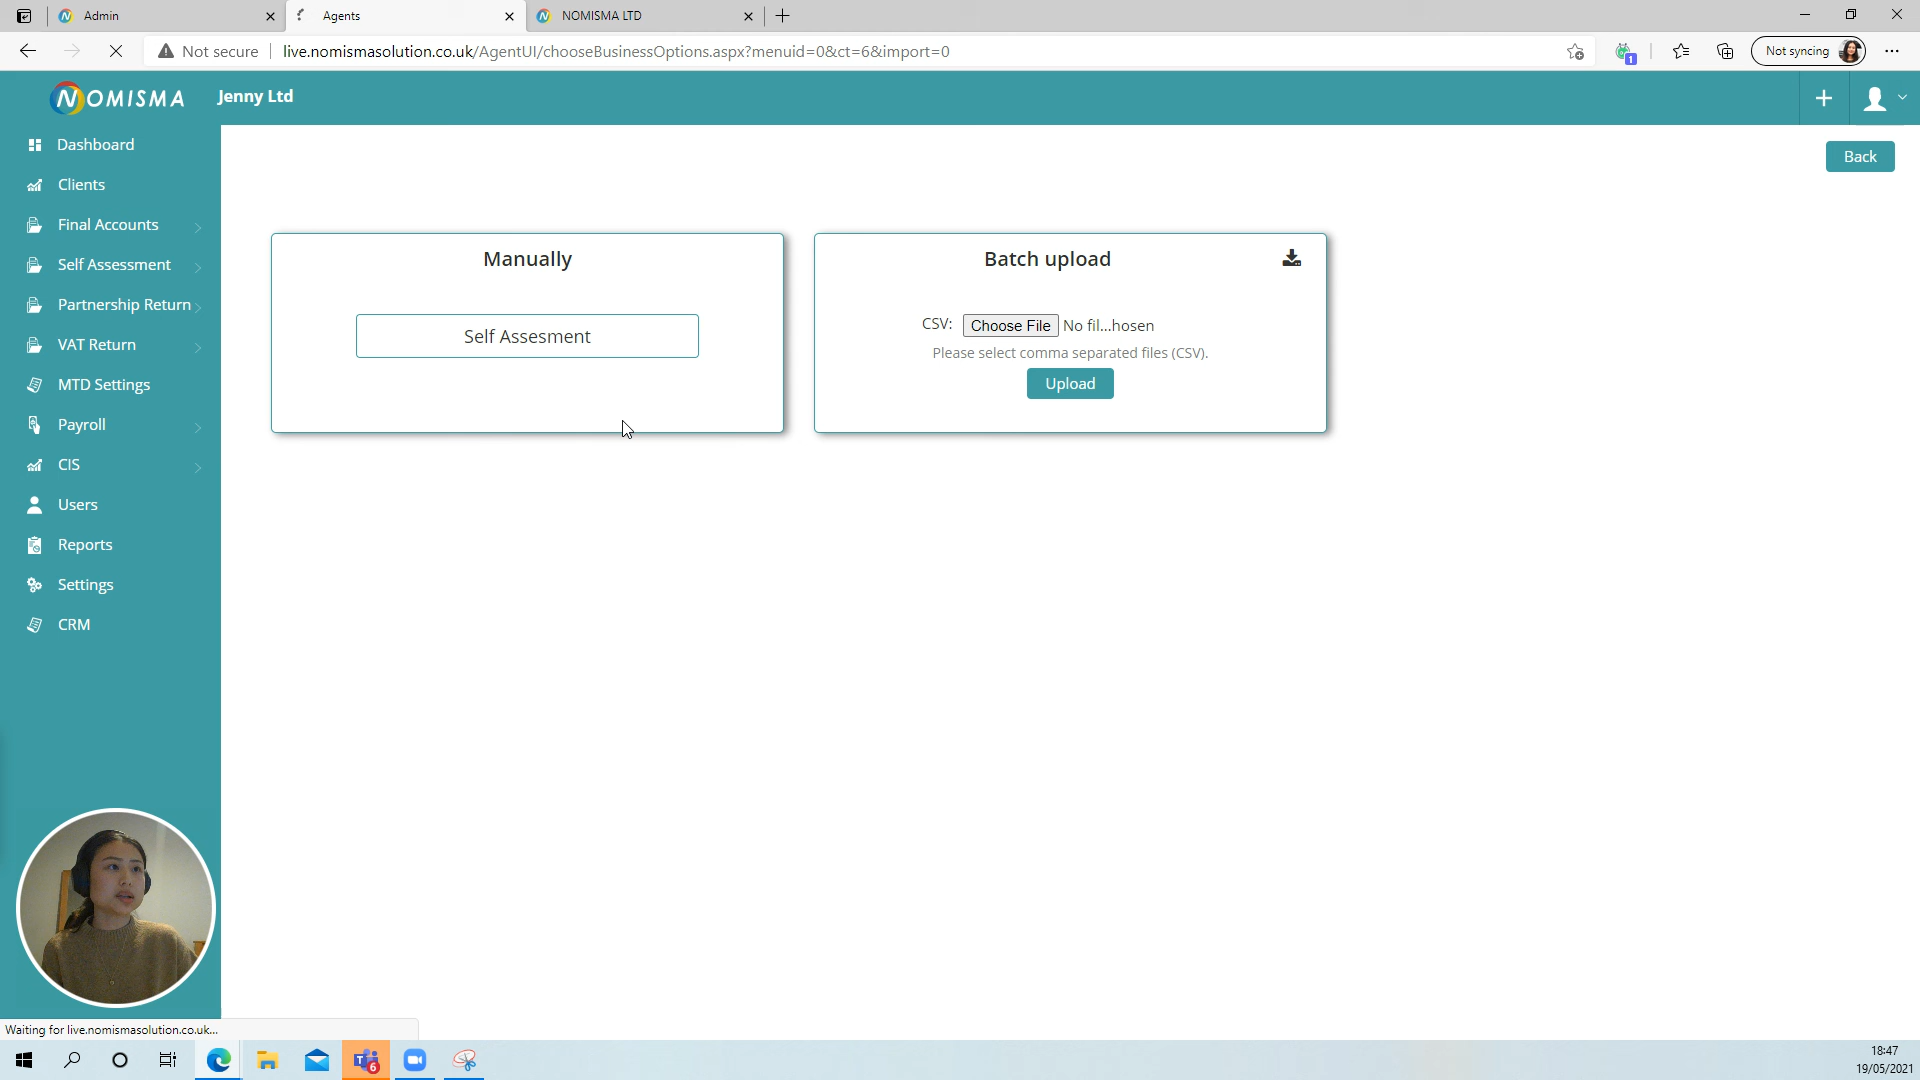 Admin
Agents
NOMISMA LTD
Not secure
live.nomismasolution.co.uk/AgentUI/chooseBusinessOptions.aspx?menuid=0&ct=6&import=0
1
Not syncing
NOMISMA
Jenny Ltd
Dashboard
Clients
Final Accounts
Self Assessment
Partnership Return
VAT Return
MTD Settings
Payroll
CIS
Users
Reports
Settings
CRM
Back
Manually
Self Assesment
Batch upload
CSV: Choose File No fil...hosen
Please select comma separated files (CSV).
Upload
Waiting for live.nomismasolution.co.uk...
6
18:47
19/05/2021